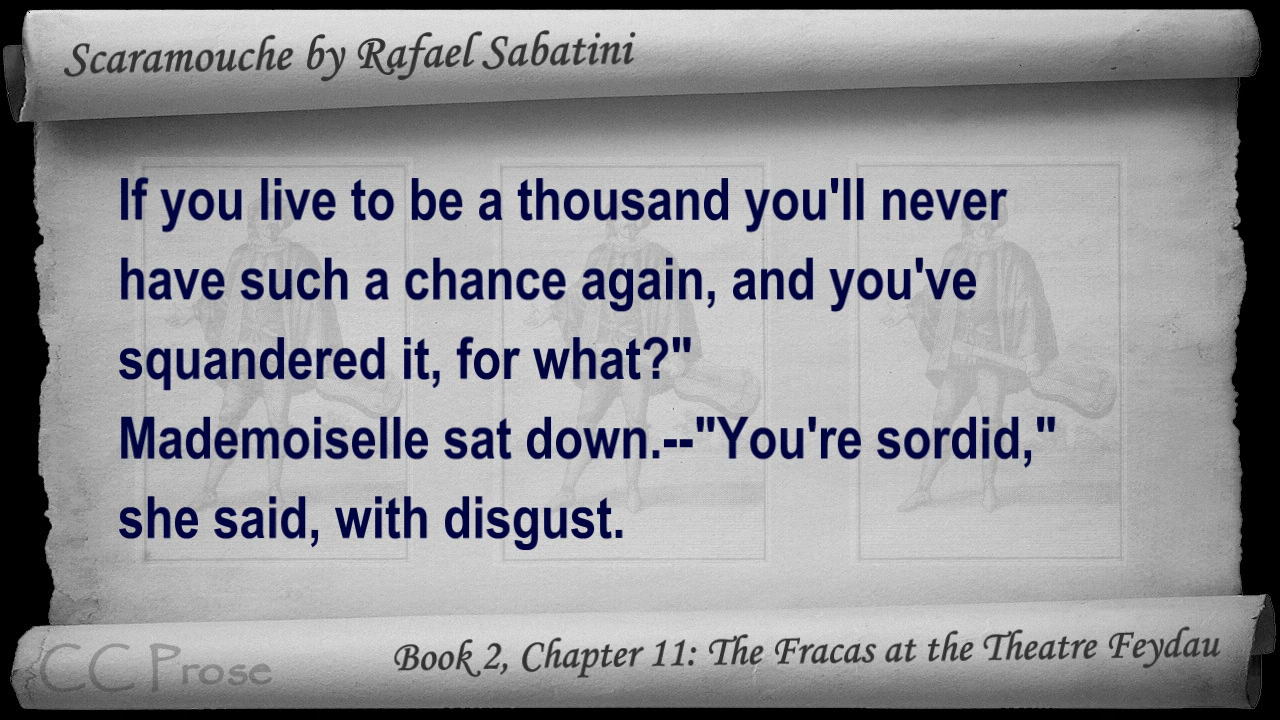 Scaramouche by Rafael Sabatini
If you live to be a thousand you'll never
have such a chance again, and you've
squandered it, for what?"
Mademoiselle sat down.--"You're sordid,"
she said, with disgust.
CC Prose
Book 2, Chapter 11: The Fracas at the Theatre Feydau